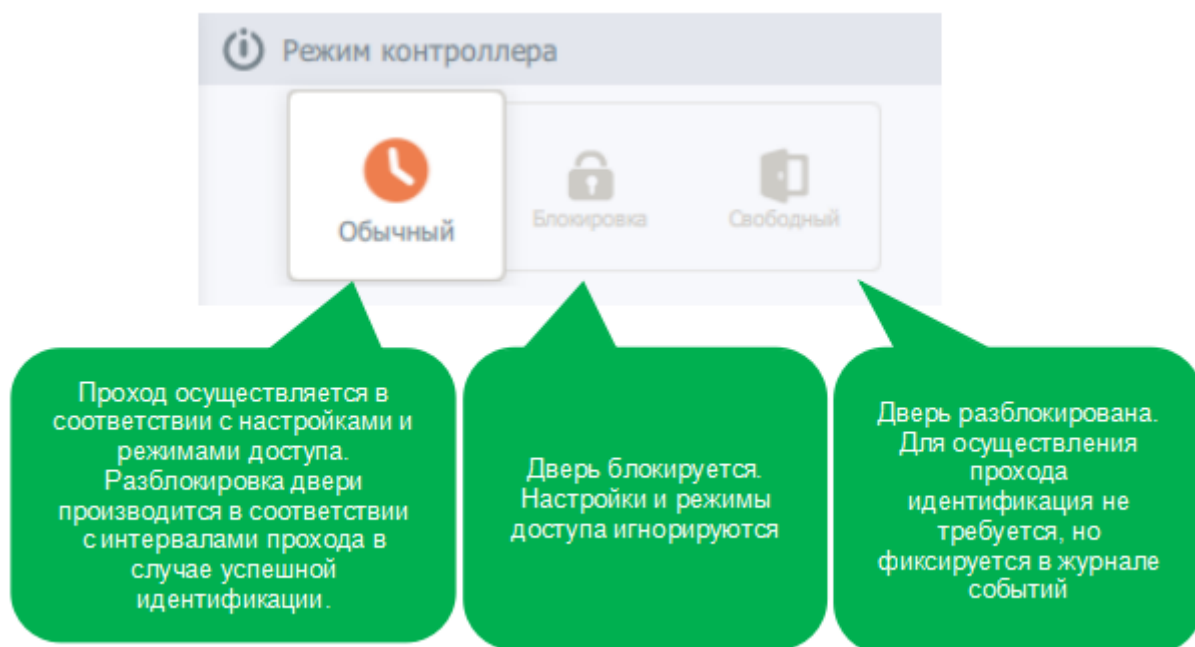 Режим контроллера
Обычный
Блокировка
Свободный
Проход осуществляется в
соответствии с настройками и
режимами доступа.
Разблокировка двери
производится в соответствии
с интервалами прохода в
случае успешной
идентификации.
Дверь блокируется.
Настройки и режимы
доступа игнорируются
Дверь разблокирована.
Для осуществления
прохода
идентификация не
требуется, но
фиксируется в журнале
событий